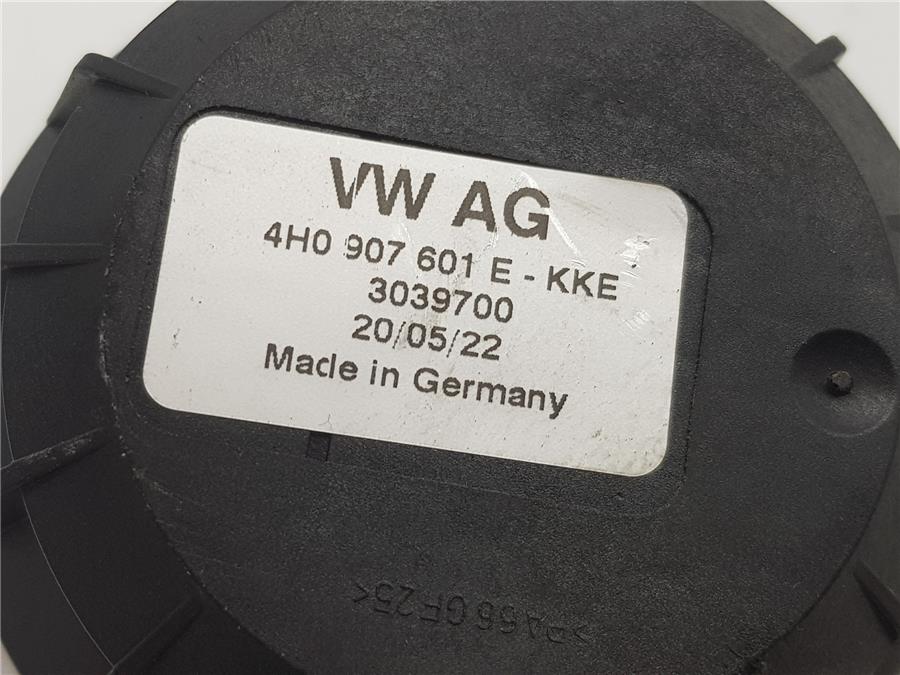 VW AG
4H0 907 601 E - KKE
3039700
20/05/22
Made in Germany
>PA66 GF25<